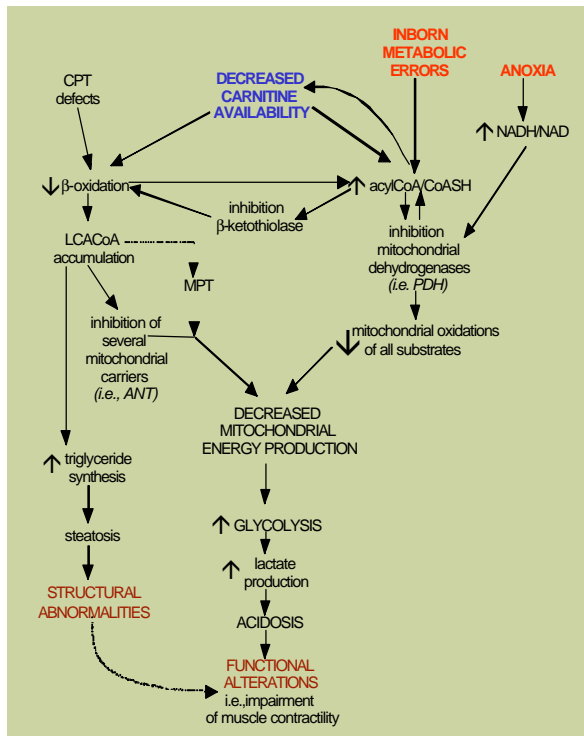 INBORN
METABOLIC
ERRORS
ANOXIA
CPT
defects
DECREASED
CARNITINE
AVAILABILITY
↑ NADH/NAD
↓ β-oxidation
↑ acylCoA/CoASH
inhibition
β-ketothiolase
inhibition
mitochondrial
dehydrogenases
(i.e. PDH)
LCACoA
accumulation
MPT
inhibition of
several
mitochondrial
carriers
(i.e., ANT)
↓ mitochondrial oxidations
of all substrates
DECREASED
MITOCHONDRIAL
ENERGY PRODUCTION
↑ triglyceride
synthesis
↑ GLYCOLYSIS
steatosis
↑ lactate
production
STRUCTURAL
ABNORMALITIES
ACIDOSIS
FUNCTIONAL
ALTERATIONS
i.e.,impairment
of muscle contractility